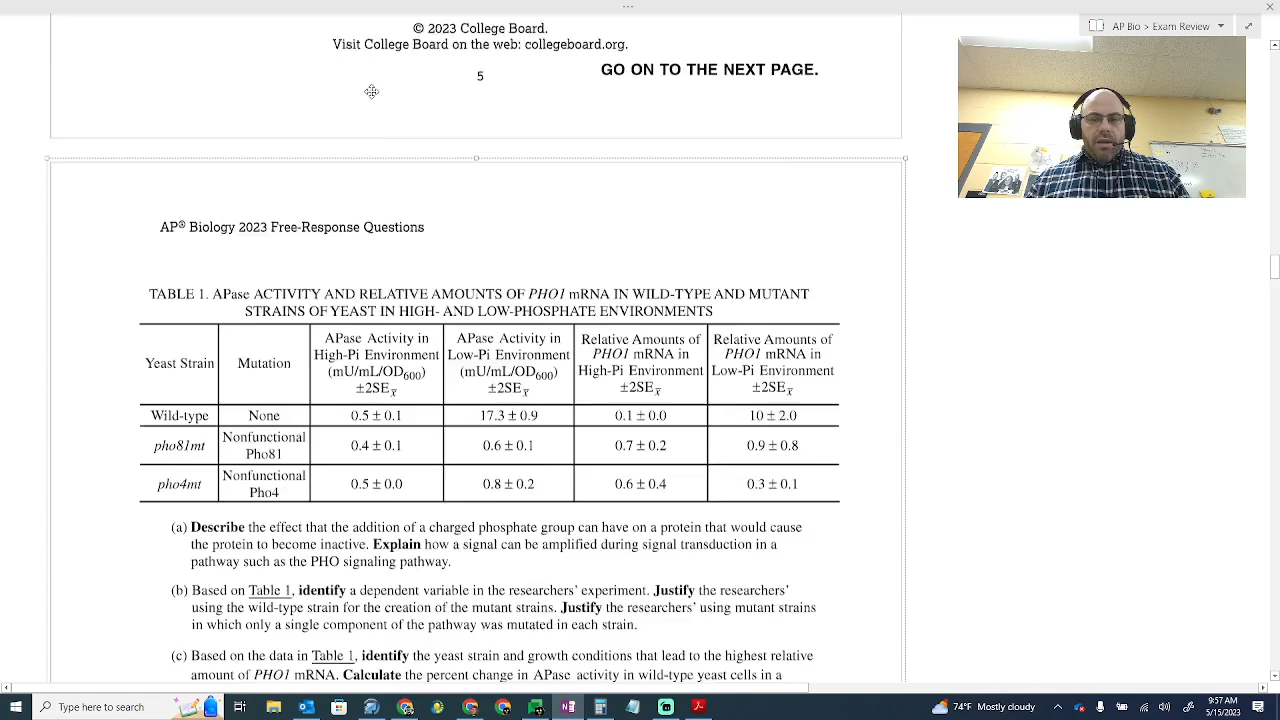 ...
AP Bio > Exam Review
© 2023 College Board.
Visit College Board on the web: collegeboard.org.
5
GO ON TO THE NEXT PAGE.
AP® Biology 2023 Free-Response Questions
TABLE 1. APase ACTIVITY AND RELATIVE AMOUNTS OF PHO1 mRNA IN WILD-TYPE AND MUTANT
STRAINS OF YEAST IN HIGH- AND LOW-PHOSPHATE ENVIRONMENTS
Yeast Strain
Mutation
APase Activity in
High-Pi Environment
(mU/mL/OD600)
±2SEx̄
APase Activity in
Low-Pi Environment
(mU/mL/OD600)
±2SEx̄
Relative Amounts of
PHO1 mRNA in
High-Pi Environment
±2SEx̄
Relative Amounts of
PHO1 mRNA in
Low-Pi Environment
±2SEx̄
Wild-type None 0.5 ± 0.1 17.3 ± 0.9 0.1 ± 0.0 10 ± 2.0
pho81mt Nonfunctional Pho81 0.4 ± 0.1 0.6 ± 0.1 0.7 ± 0.2 0.9 ± 0.8
pho4mt Nonfunctional Pho4 0.5 ± 0.0 0.8 ± 0.2 0.6 ± 0.4 0.3 ± 0.1
(a) Describe the effect that the addition of a charged phosphate group can have on a protein that would cause
the protein to become inactive. Explain how a signal can be amplified during signal transduction in a
pathway such as the PHO signaling pathway.
(b) Based on Table 1, identify a dependent variable in the researchers' experiment. Justify the researchers'
using the wild-type strain for the creation of the mutant strains. Justify the researchers' using mutant strains
in which only a single component of the pathway was mutated in each strain.
(c) Based on the data in Table 1, identify the yeast strain and growth conditions that lead to the highest relative
amount of PHO1 mRNA. Calculate the percent change in APase activity in wild-type yeast cells in a
Type here to search
74°F Mostly cloudy
9:57 AM
5/15/2023